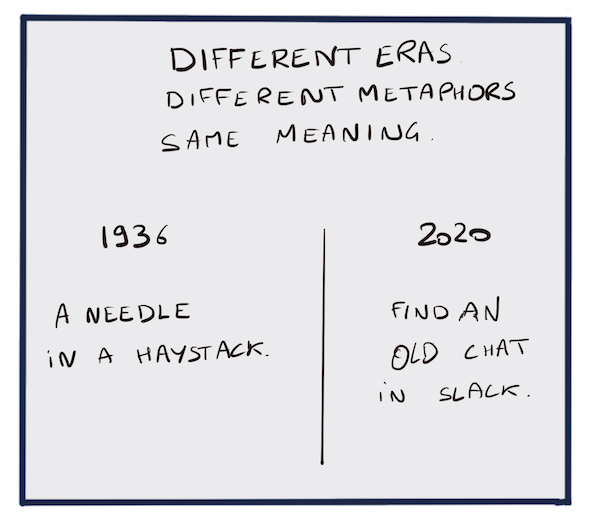 DIFFERENT ERAS
DIFFERENT METAPHORS
SAME MEANING.
1936
A NEEDLE
IN A HAYSTACK.
2020
FIND AN
OLD CHAT
IN SLACK.